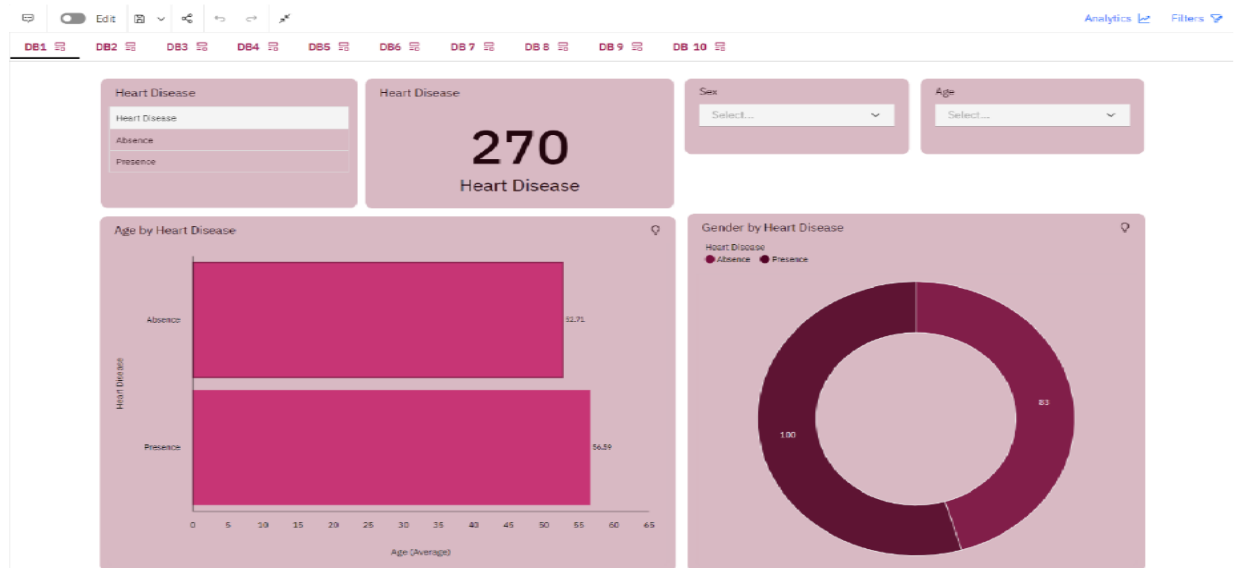 Edit
Analytics
Filters
DB1 DB2 DB3 DB4 DB5 DB6 DB 7 DB 8 DB 9 DB 10
Heart Disease
Heart Disease
Absence
Presence
Heart Disease
270
Heart Disease
Sex
Select...
Age
Select...
Age by Heart Disease
Heart Disease
Absence
52.71
Presence
56.59
0 5 10 15 20 25 30 35 40 45 50 55 60 65
Age (Average)
Gender by Heart Disease
Heart Disease
Absence Presence
83
100